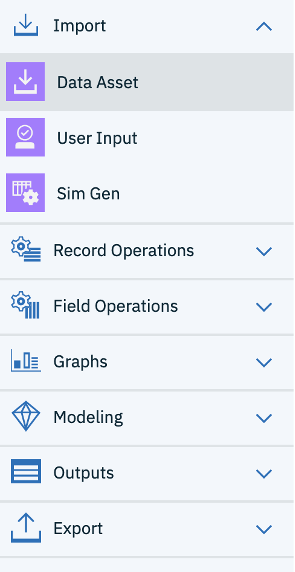 Import
Data Asset
User Input
Sim Gen
Record Operations
Field Operations
Graphs
Modeling
Outputs
Export